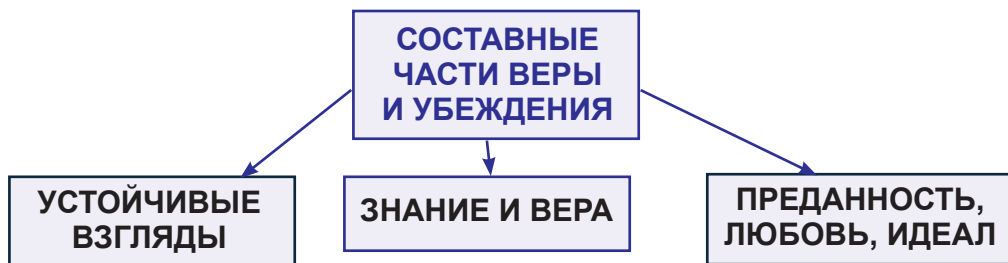 СОСТАВНЫЕ
ЧАСТИ ВЕРЫ
И УБЕЖДЕНИЯ
УСТОЙЧИВЫЕ
ВЗГЛЯДЫ
ЗНАНИЕ И ВЕРА
ПРЕДАННОСТЬ,
ЛЮБОВЬ, ИДЕАЛ